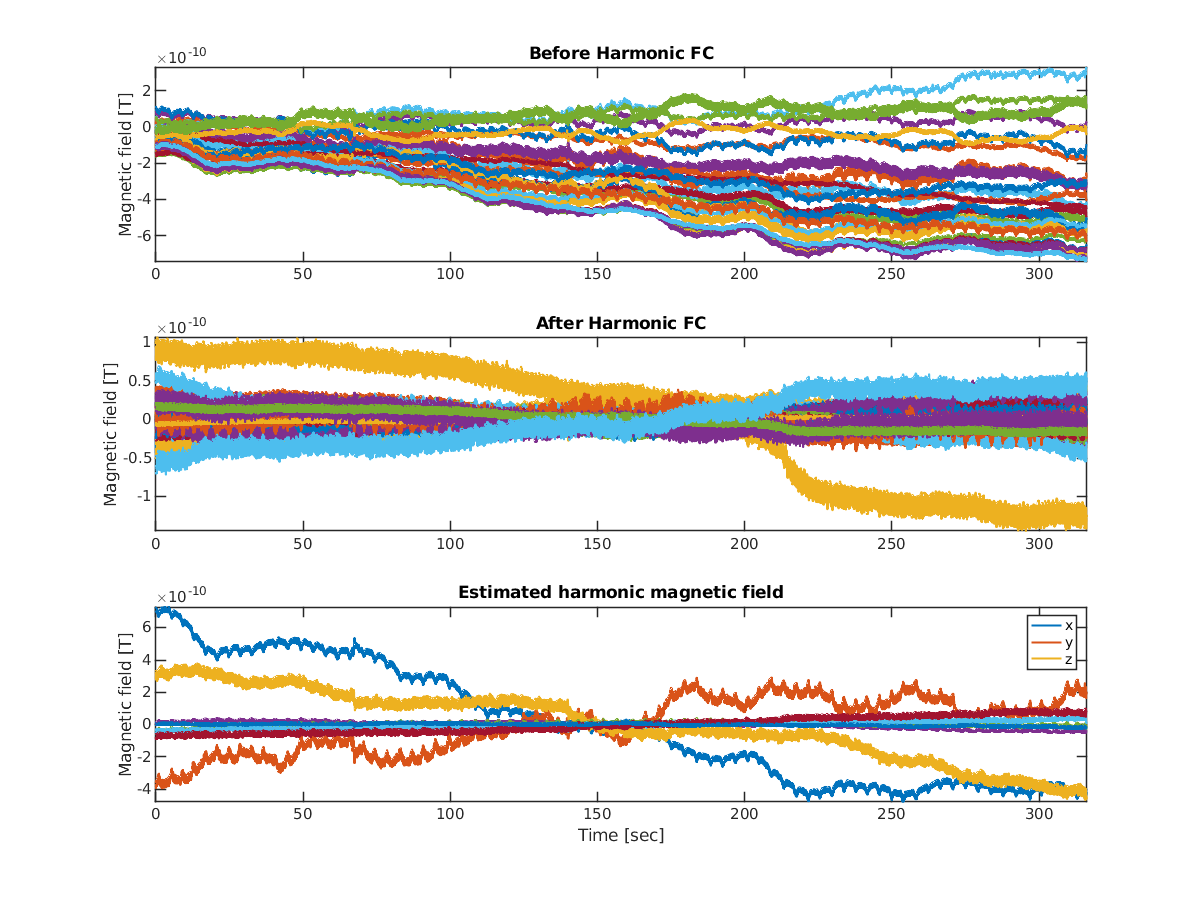 Before Harmonic FC
×10^-10
Magnetic field [T]
2
0
-2
-4
-6
0 50 100 150 200 250 300
After Harmonic FC
×10^-10
Magnetic field [T]
1
0.5
0
-0.5
-1
0 50 100 150 200 250 300
Estimated harmonic magnetic field
×10^-10
Magnetic field [T]
6
4
2
0
-2
-4
x
y
z
0 50 100 150 200 250 300
Time [sec]